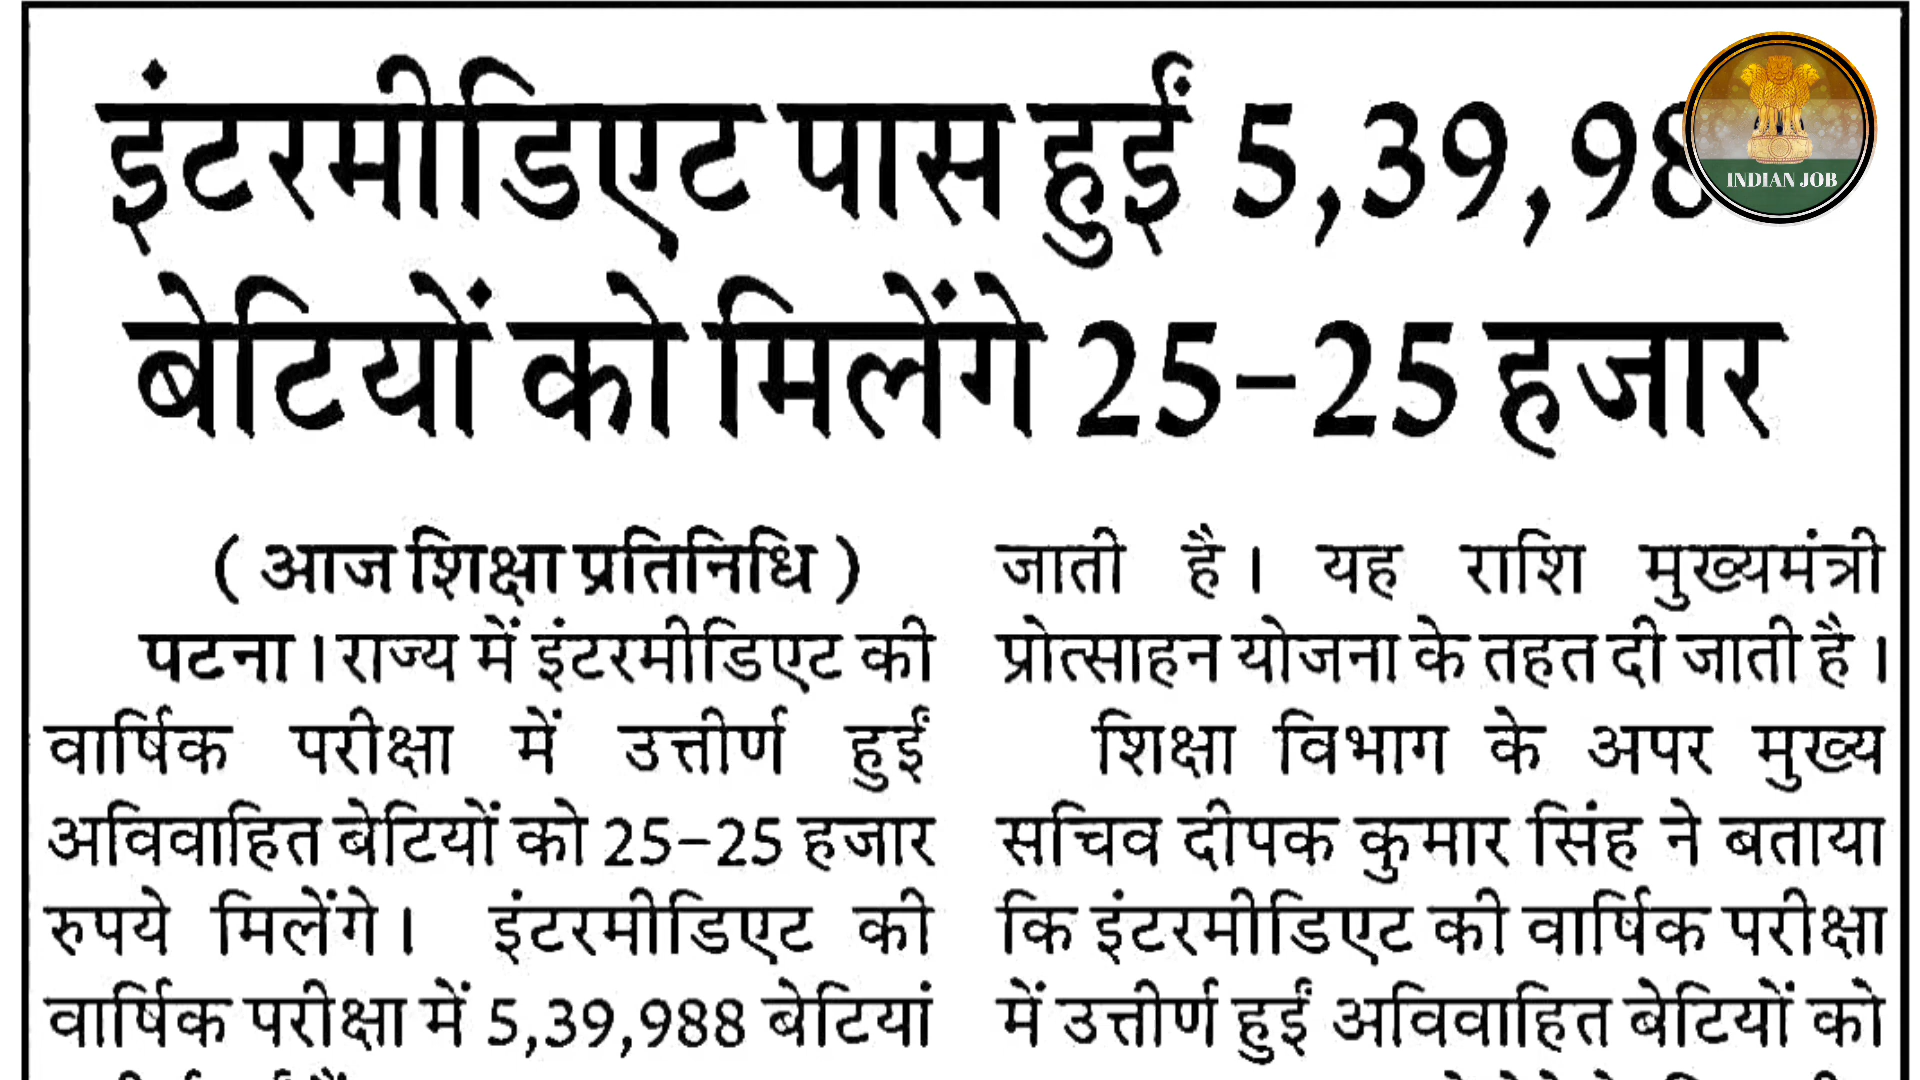 इंटरमीडिएट पास हुईं 5,39,98
बेटियों को मिलेंगे 25-25 हजार
INDIAN JOB
( आज शिक्षा प्रतिनिधि )
पटना। राज्य में इंटरमीडिएट की
वार्षिक परीक्षा में उत्तीर्ण हुईं
अविवाहित बेटियों को 25-25 हजार
रुपये मिलेंगे। इंटरमीडिएट की
वार्षिक परीक्षा में 5,39,988 बेटियां
जाती है। यह राशि मुख्यमंत्री
प्रोत्साहन योजना के तहत दी जाती है।
शिक्षा विभाग के अपर मुख्य
सचिव दीपक कुमार सिंह ने बताया
कि इंटरमीडिएट की वार्षिक परीक्षा
में उत्तीर्ण हुईं अविवाहित बेटियों को